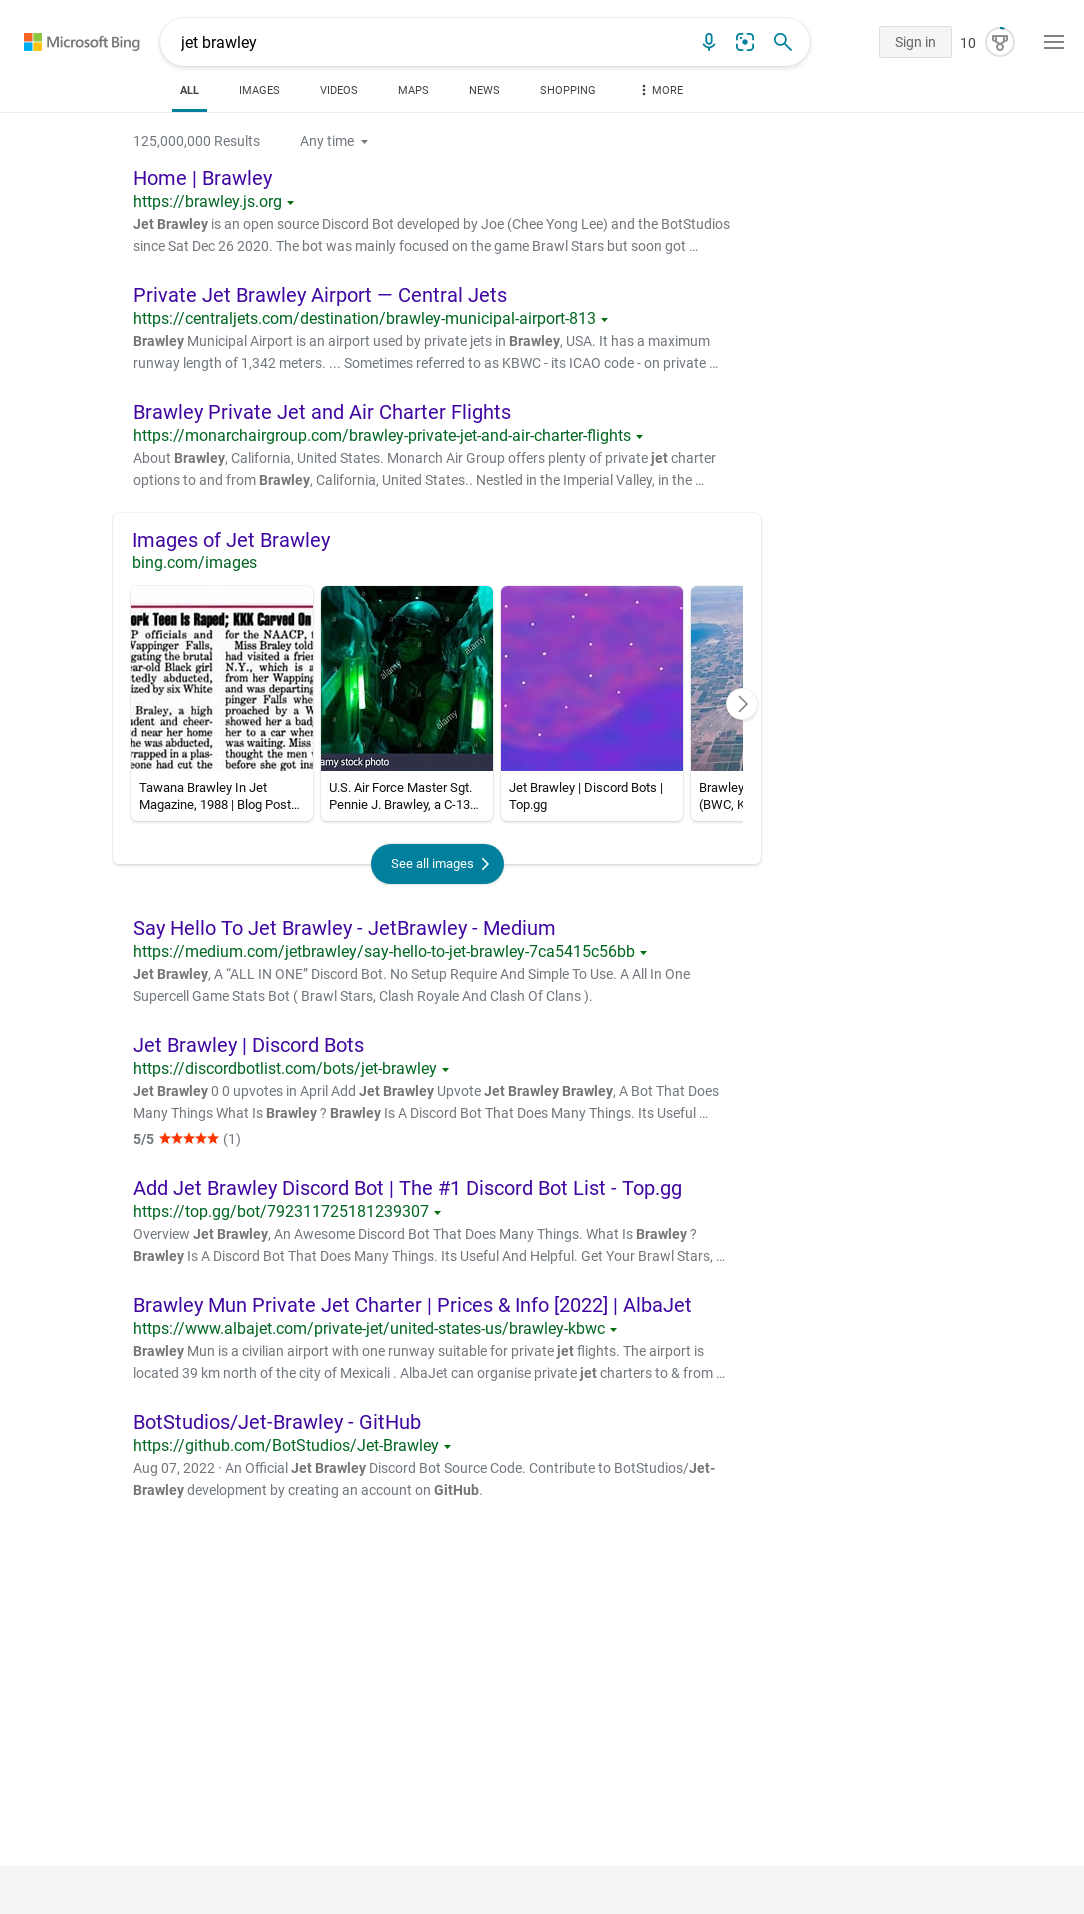 Microsoft Bing
jet brawley
Sign in
10
ALL
IMAGES
VIDEOS
MAPS
NEWS
SHOPPING
MORE
125,000,000 Results
Any time
Home | Brawley
https://brawley.js.org
Jet Brawley is an open source Discord Bot developed by Joe (Chee Yong Lee) and the BotStudios
since Sat Dec 26 2020. The bot was mainly focused on the game Brawl Stars but soon got ...
Private Jet Brawley Airport — Central Jets
https://centraljets.com/destination/brawley-municipal-airport-813
Brawley Municipal Airport is an airport used by private jets in Brawley, USA. It has a maximum
runway length of 1,342 meters. ... Sometimes referred to as KBWC - its ICAO code - on private ...
Brawley Private Jet and Air Charter Flights
https://monarchairgroup.com/brawley-private-jet-and-air-charter-flights
About Brawley, California, United States. Monarch Air Group offers plenty of private jet charter
options to and from Brawley, California, United States.. Nestled in the Imperial Valley, in the ...
Images of Jet Brawley
bing.com/images
ork Teen Is Raped; KKK Carved On
P officials and
Wappinger Falls,
gating the brutal
ear-old Black girl
tedly abducted,
ized by six White
Braley, a high
udent and cheer-
d near her home
he was abducted,
wrapped in a plas-
eone had cut the
for the NAACP, f
Miss Braley told
had visited a frie
N.Y., which is a
from her Wapping
and was departing
pinger Falls whe
proached by a W
showed her a bad
her to a car wher
was waiting. Miss
thought the men
before she got ins
alamy
alamy
alamy
a
a
a
a
a
a
amy stock photo
Tawana Brawley In Jet
Magazine, 1988 | Blog Post...
U.S. Air Force Master Sgt.
Pennie J. Brawley, a C-13...
Jet Brawley | Discord Bots |
Top.gg
Brawley
(BWC, K
See all images
Say Hello To Jet Brawley - JetBrawley - Medium
https://medium.com/jetbrawley/say-hello-to-jet-brawley-7ca5415c56bb
Jet Brawley, A “ALL IN ONE” Discord Bot. No Setup Require And Simple To Use. A All In One
Supercell Game Stats Bot ( Brawl Stars, Clash Royale And Clash Of Clans ).
Jet Brawley | Discord Bots
https://discordbotlist.com/bots/jet-brawley
Jet Brawley 0 0 upvotes in April Add Jet Brawley Upvote Jet Brawley Brawley, A Bot That Does
Many Things What Is Brawley ? Brawley Is A Discord Bot That Does Many Things. Its Useful ...
5/5 ★★★★★ (1)
Add Jet Brawley Discord Bot | The #1 Discord Bot List - Top.gg
https://top.gg/bot/792311725181239307
Overview Jet Brawley, An Awesome Discord Bot That Does Many Things. What Is Brawley ?
Brawley Is A Discord Bot That Does Many Things. Its Useful And Helpful. Get Your Brawl Stars, ...
Brawley Mun Private Jet Charter | Prices & Info [2022] | AlbaJet
https://www.albajet.com/private-jet/united-states-us/brawley-kbwc
Brawley Mun is a civilian airport with one runway suitable for private jet flights. The airport is
located 39 km north of the city of Mexicali . AlbaJet can organise private jet charters to & from ...
BotStudios/Jet-Brawley - GitHub
https://github.com/BotStudios/Jet-Brawley
Aug 07, 2022 · An Official Jet Brawley Discord Bot Source Code. Contribute to BotStudios/Jet-
Brawley development by creating an account on GitHub.